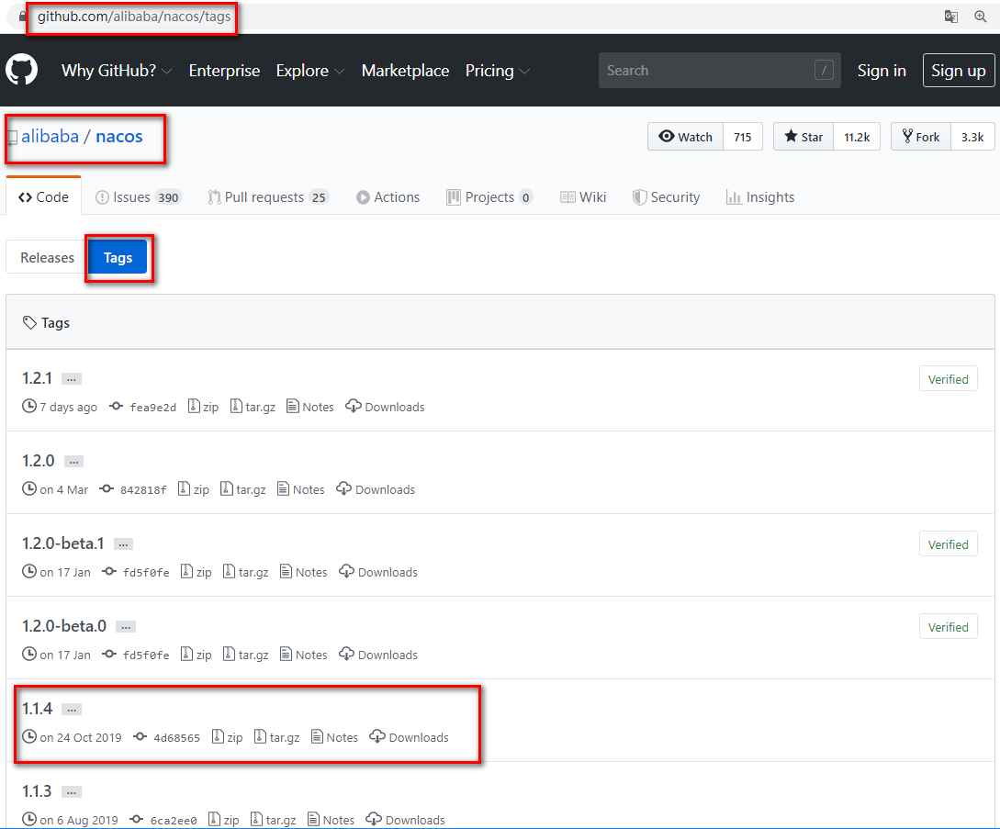 github.com/alibaba/nacos/tags
Why GitHub? Enterprise Explore Marketplace Pricing Search / Sign in Sign up
alibaba / nacos Watch 715 Star 11.2k Fork 3.3k
Code Issues 390 Pull requests 25 Actions Projects 0 Wiki Security Insights
Releases Tags
Tags
1.2.1 ... Verified
7 days ago fea9e2d zip tar.gz Notes Downloads
1.2.0 ...
on 4 Mar 842818f zip tar.gz Notes Downloads
1.2.0-beta.1 ... Verified
on 17 Jan fd5f0fe zip tar.gz Notes Downloads
1.2.0-beta.0 ... Verified
on 17 Jan fd5f0fe zip tar.gz Notes Downloads
1.1.4 ...
on 24 Oct 2019 4d68565 zip tar.gz Notes Downloads
1.1.3 ...
on 6 Aug 2019 6ca2ee0 zip tar.gz Notes Downloads